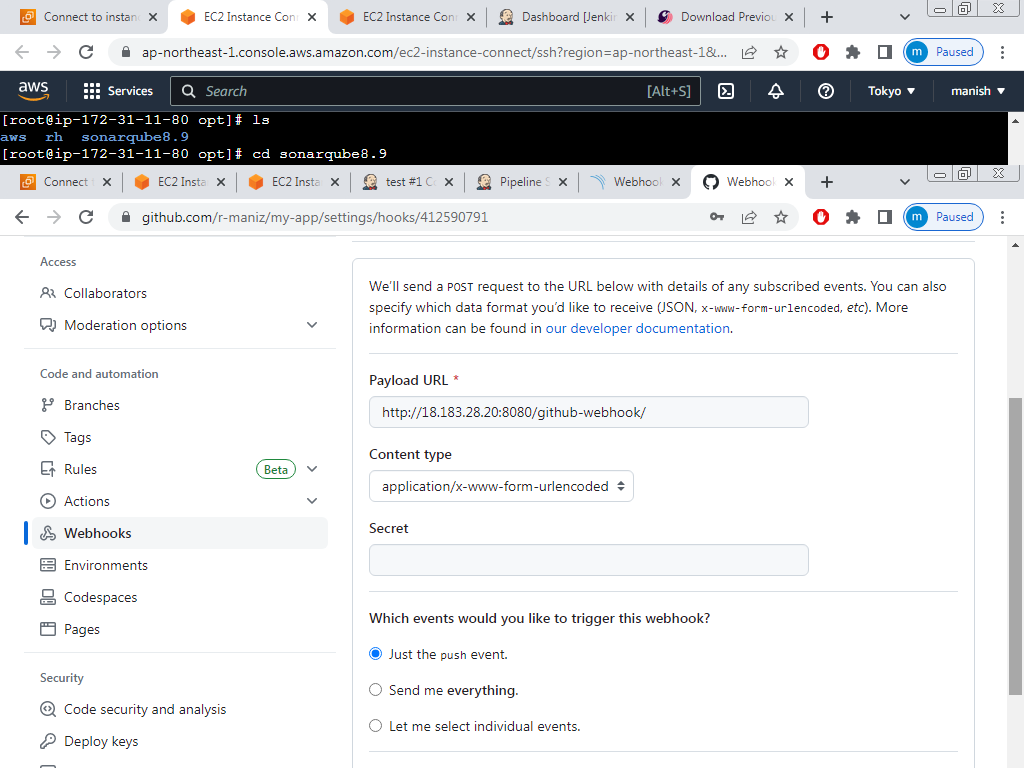 Connect to instan
EC2 Instance Conn
EC2 Instance Conn
Dashboard [Jenkin
Download Previou
ap-northeast-1.console.aws.amazon.com/ec2-instance-connect/ssh?region=ap-northeast-1&...
m Paused
aws
Services
Search [Alt+S]
Tokyo ▼
manish ▼
[root@ip-172-31-11-80 opt]# ls
aws rh sonarqube8.9
[root@ip-172-31-11-80 opt]# cd sonarqube8.9
Connect t
EC2 Insta
EC2 Insta
test #1 C
Pipeline S
Webhook
Webhook
github.com/r-maniz/my-app/settings/hooks/412590791
m Paused
Access
Collaborators
Moderation options
Code and automation
Branches
Tags
Rules Beta
Actions
Webhooks
Environments
Codespaces
Pages
Security
Code security and analysis
Deploy keys
We'll send a POST request to the URL below with details of any subscribed events. You can also
specify which data format you'd like to receive (JSON, x-www-form-urlencoded, etc). More
information can be found in our developer documentation.
Payload URL *
http://18.183.28.20:8080/github-webhook/
Content type
application/x-www-form-urlencoded
Secret
Which events would you like to trigger this webhook?
Just the push event.
Send me everything.
Let me select individual events.